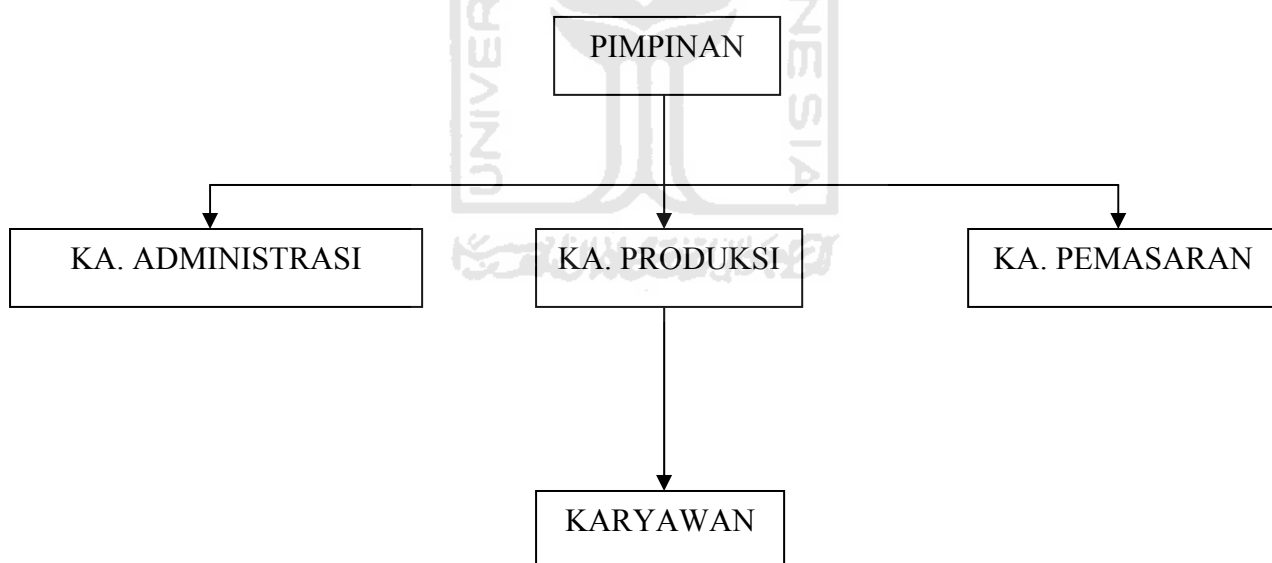 PIMPINAN
KA. ADMINISTRASI
KA. PRODUKSI
KA. PEMASARAN
KARYAWAN